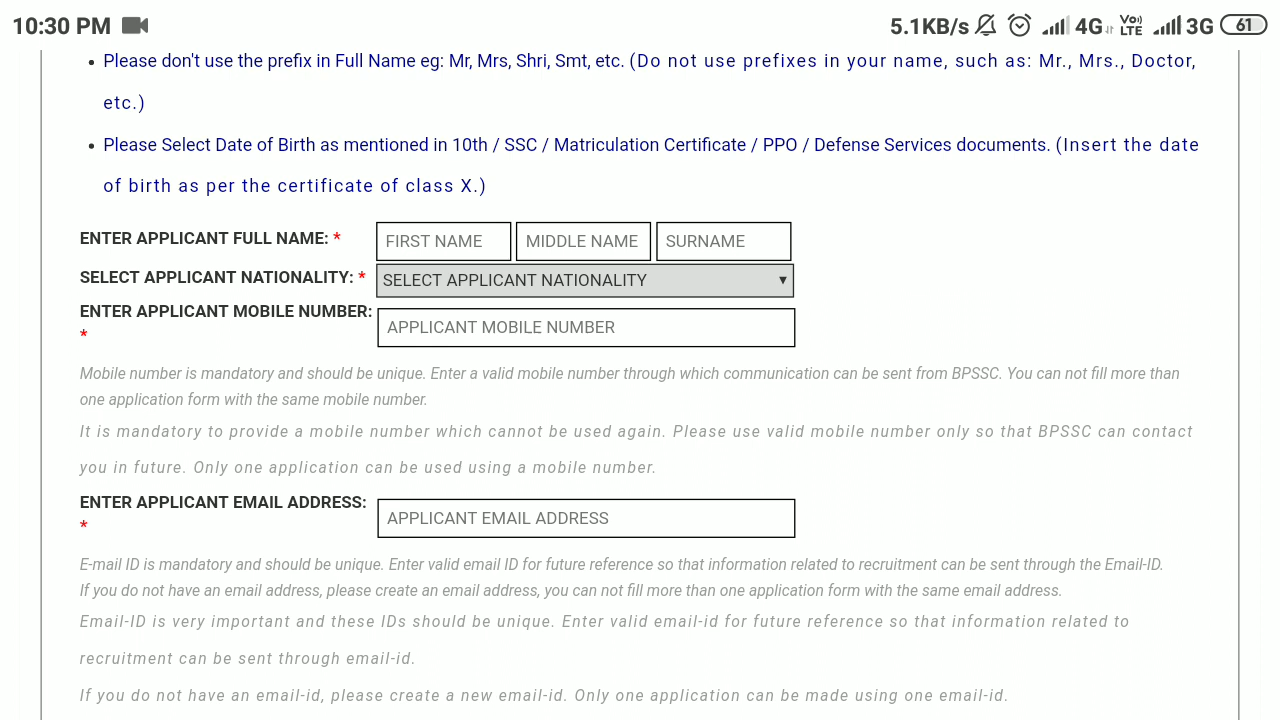 10:30 PM 5.1KB/s 4G Vo) LTE 3G 61
Please don't use the prefix in Full Name eg: Mr, Mrs, Shri, Smt, etc. (Do not use prefixes in your name, such as: Mr., Mrs., Doctor,
etc.)
Please Select Date of Birth as mentioned in 10th / SSC / Matriculation Certificate / PPO / Defense Services documents. (Insert the date
of birth as per the certificate of class X.)
ENTER APPLICANT FULL NAME: * FIRST NAME MIDDLE NAME SURNAME
SELECT APPLICANT NATIONALITY: * SELECT APPLICANT NATIONALITY
ENTER APPLICANT MOBILE NUMBER:
* APPLICANT MOBILE NUMBER
Mobile number is mandatory and should be unique. Enter a valid mobile number through which communication can be sent from BPSSC. You can not fill more than
one application form with the same mobile number.
It is mandatory to provide a mobile number which cannot be used again. Please use valid mobile number only so that BPSSC can contact
you in future. Only one application can be used using a mobile number.
ENTER APPLICANT EMAIL ADDRESS:
* APPLICANT EMAIL ADDRESS
E-mail ID is mandatory and should be unique. Enter valid email ID for future reference so that information related to recruitment can be sent through the Email-ID.
If you do not have an email address, please create an email address, you can not fill more than one application form with the same email address.
Email-ID is very important and these IDs should be unique. Enter valid email-id for future reference so that information related to
recruitment can be sent through email-id.
If you do not have an email-id, please create a new email-id. Only one application can be made using one email-id.